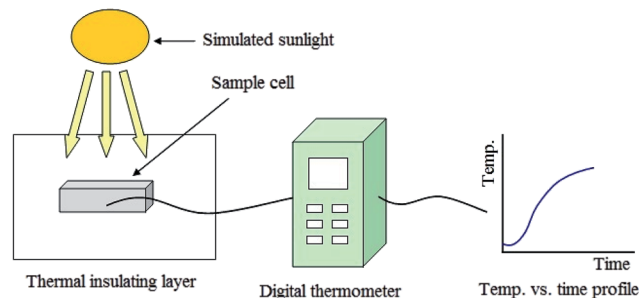 Simulated sunlight
Sample cell
Temp.
Time
Thermal insulating layer
Digital thermometer
Temp. vs. time profile